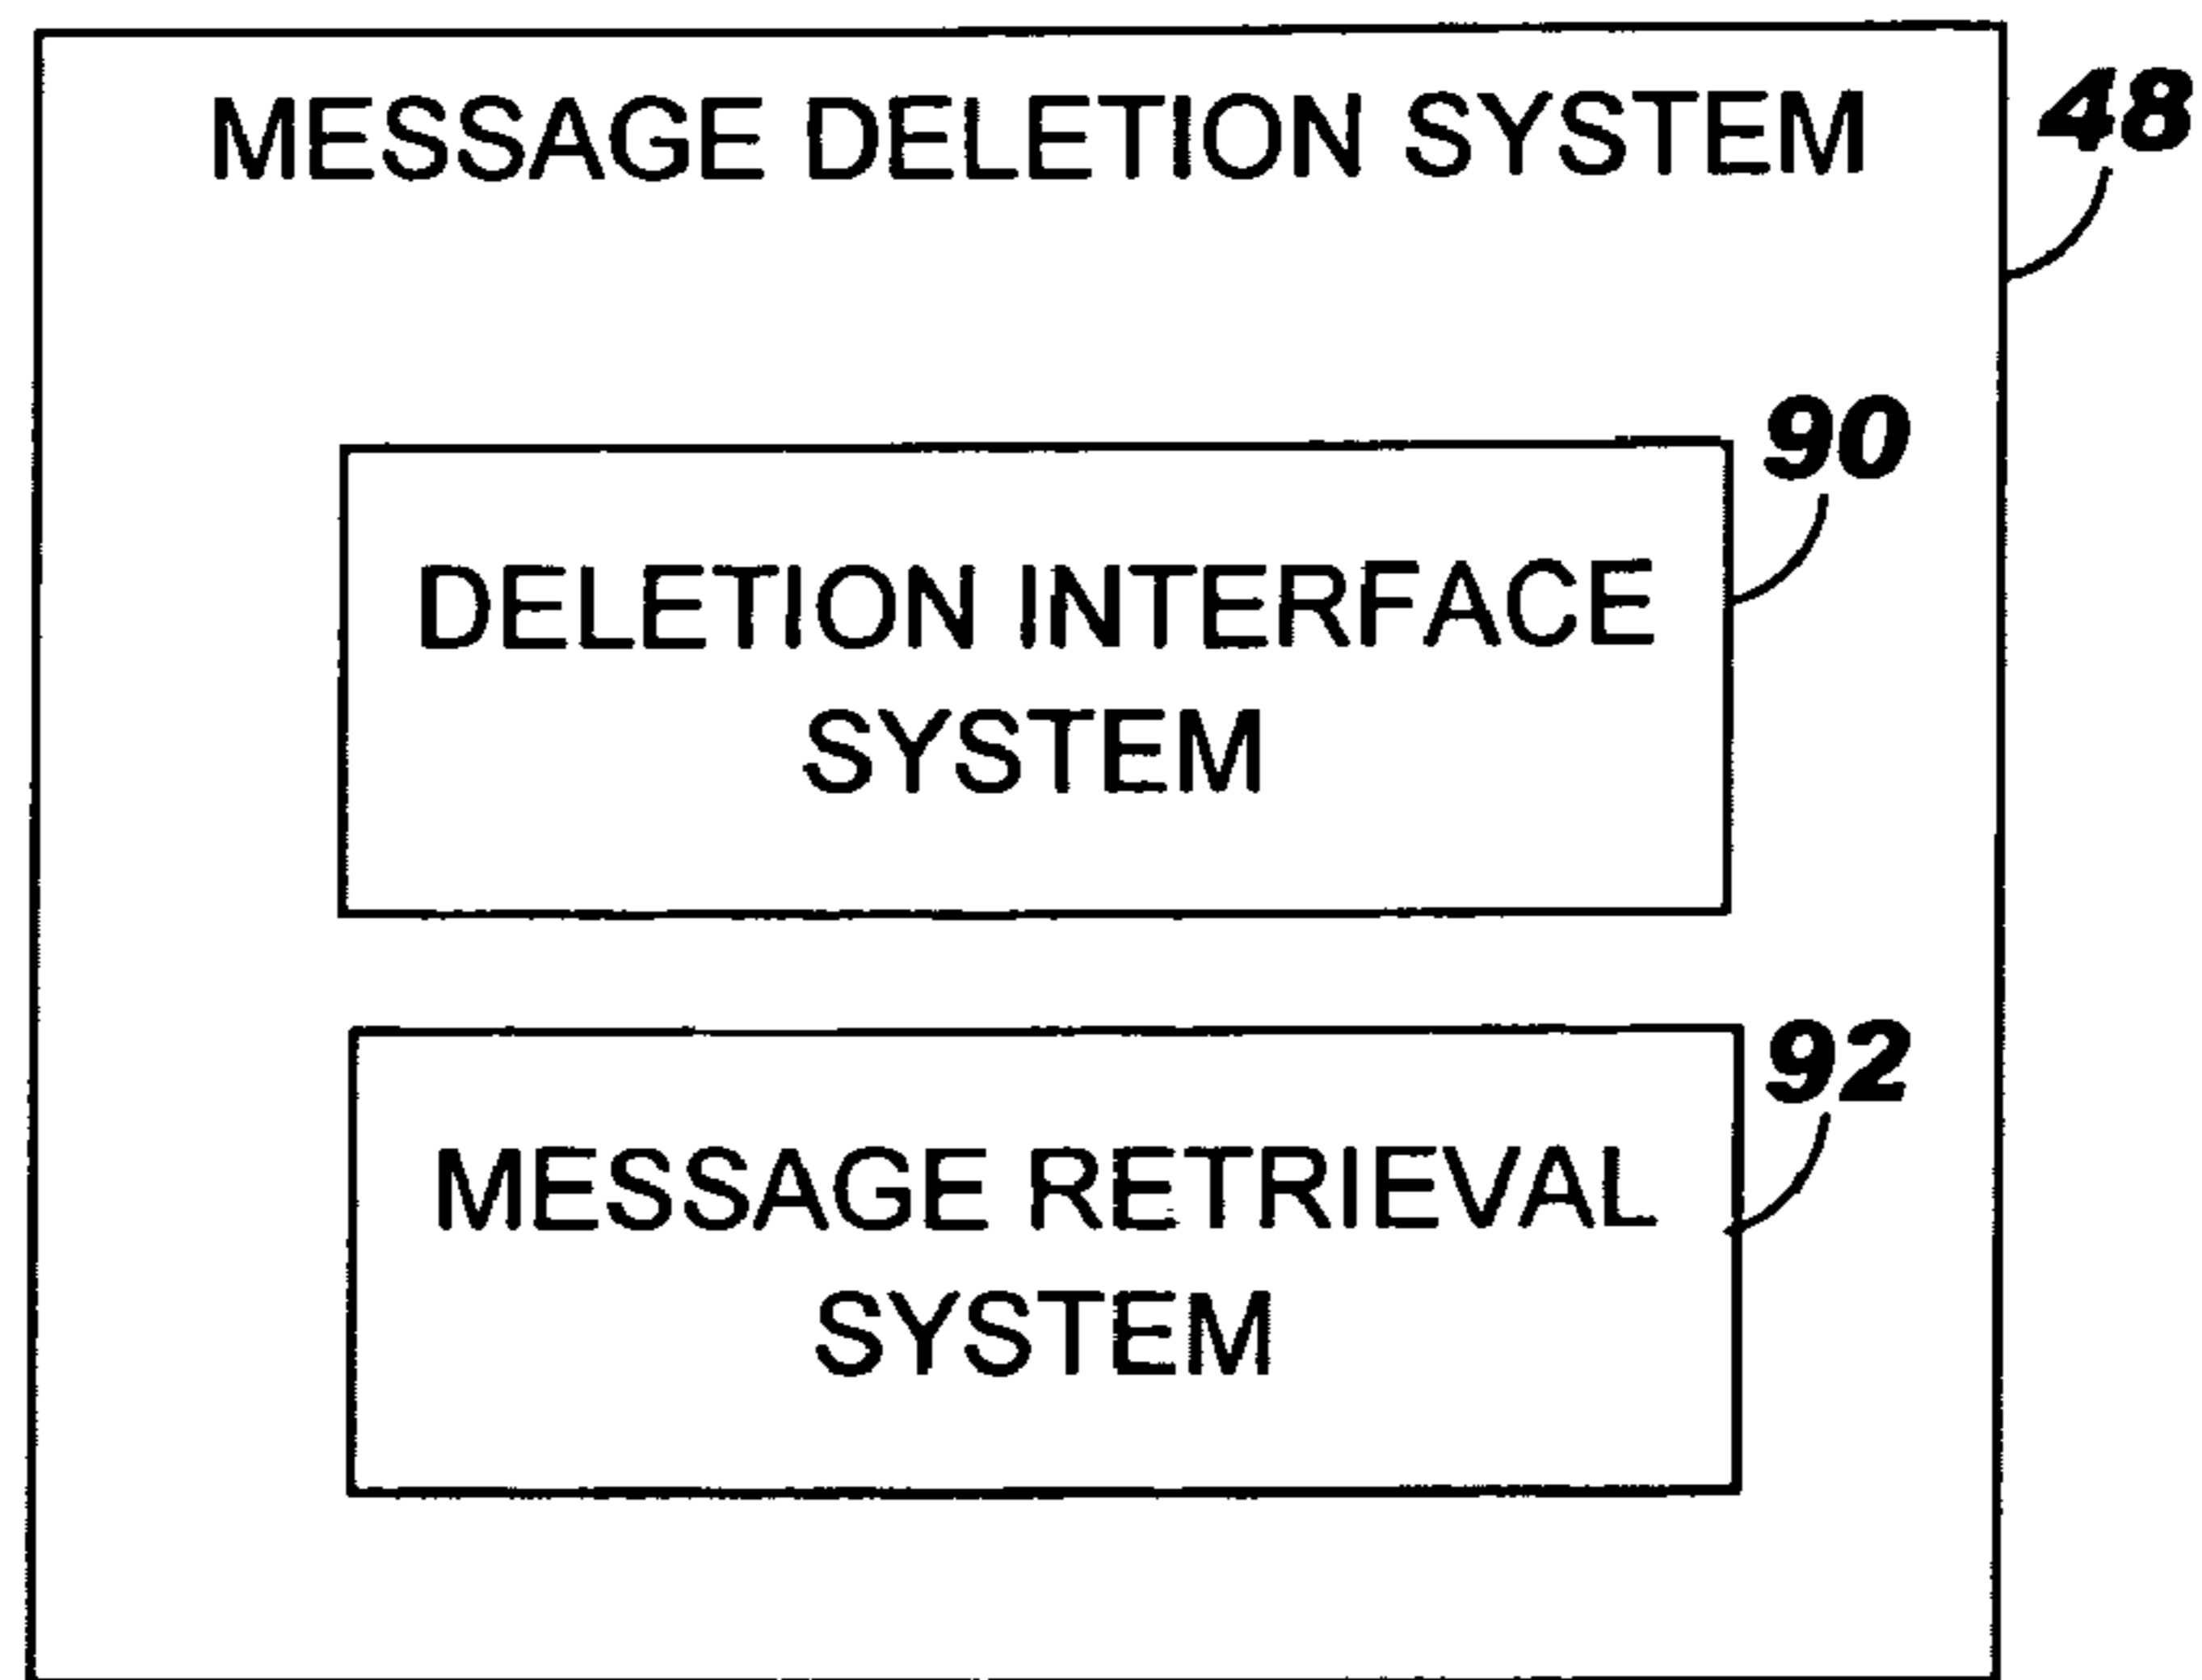 MESSAGE DELETION SYSTEM
48
90
DELETION INTERFACE
SYSTEM
92
MESSAGE RETRIEVAL
SYSTEM